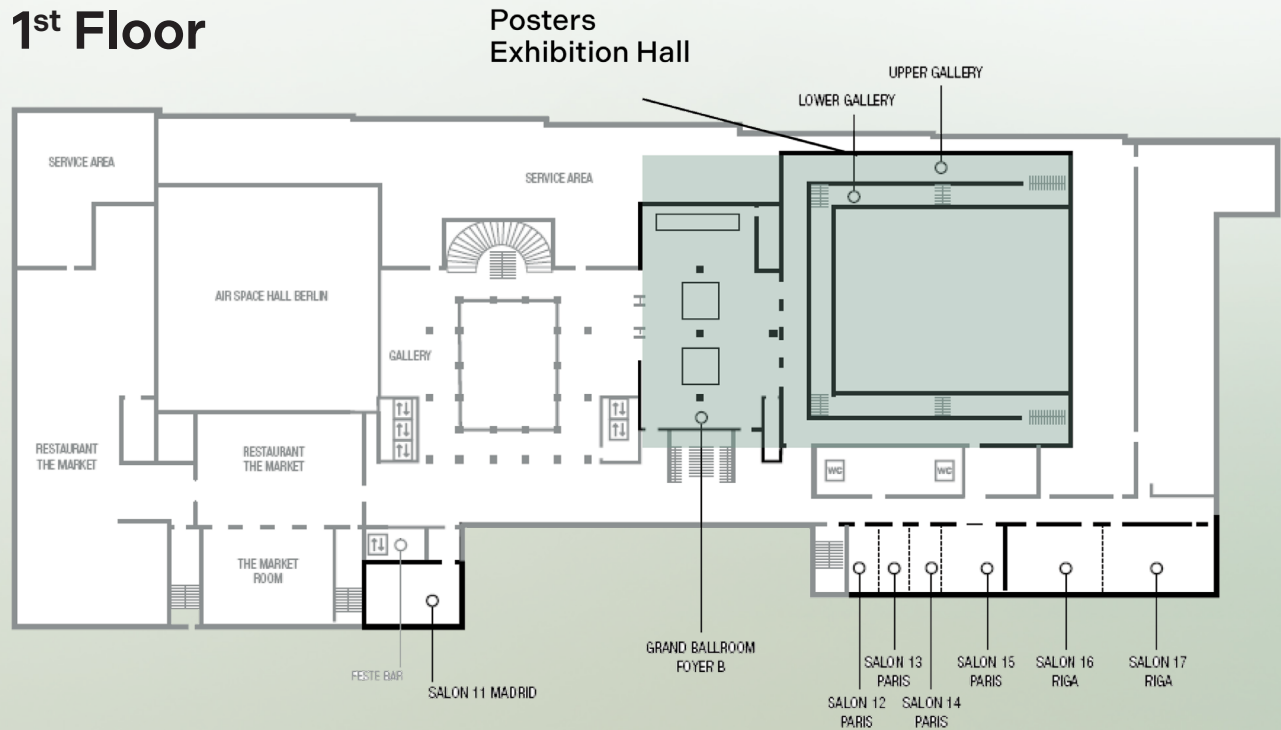 1st Floor
Posters
Exhibition Hall
UPPER GALLERY
LOWER GALLERY
SERVICE AREA
SERVICE AREA
AIR SPACE HALL BERLIN
GALLERY
RESTAURANT
THE MARKET
RESTAURANT
THE MARKET
WC
WC
THE MARKET
ROOM
GRAND BALLROOM
FOYER B
SALON 13
PARIS
SALON 15
PARIS
SALON 16
RIGA
SALON 17
RIGA
FESTE BAR
SALON 11 MADRID
SALON 12
PARIS
SALON 14
PARIS